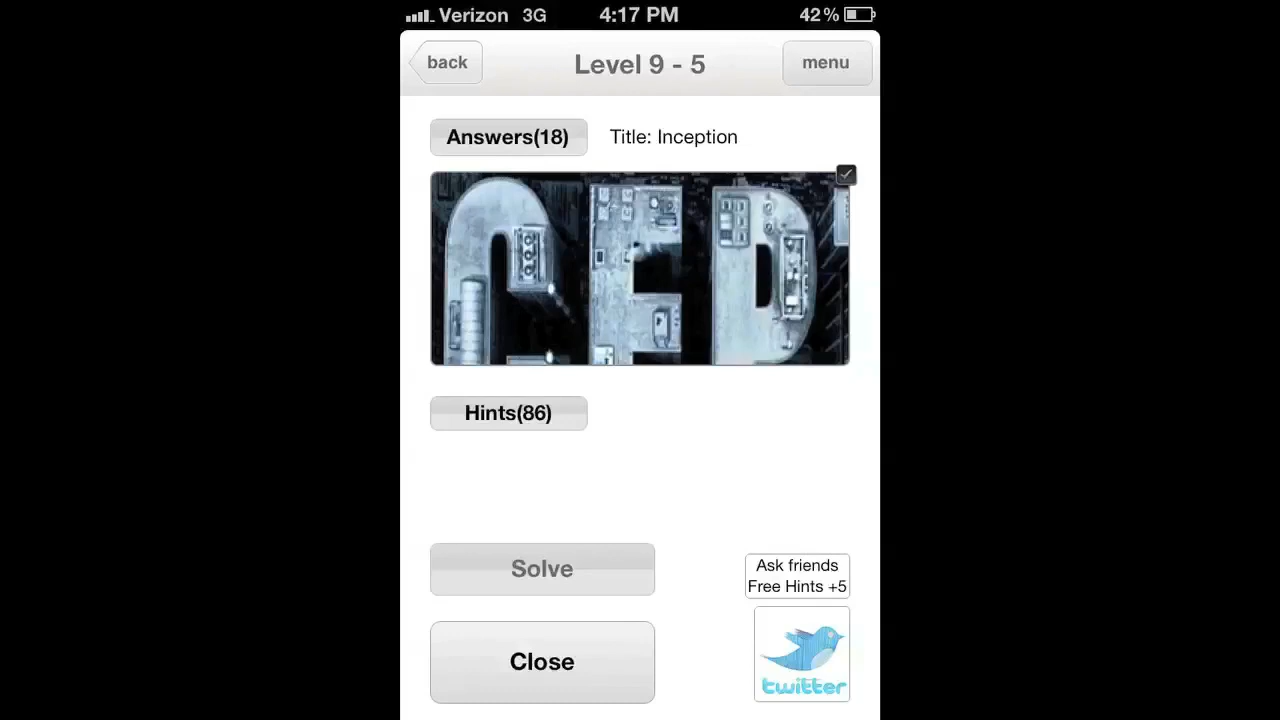 Verizon 3G 4:17 PM 42%
back Level 9 - 5 menu
Answers(18) Title: Inception
CEP
Hints(86)
Solve
Ask friends
Free Hints +5
Close
twitter